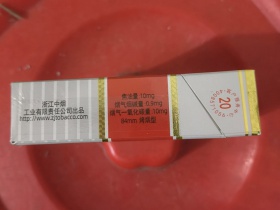 浙江中烟
工业有限责任公司出品
http://www.zjtobacco.com
焦油量 10mg
烟气烟碱量 0.9mg
烟气一氧化碳量 10mg
84mm 烤烟型
20